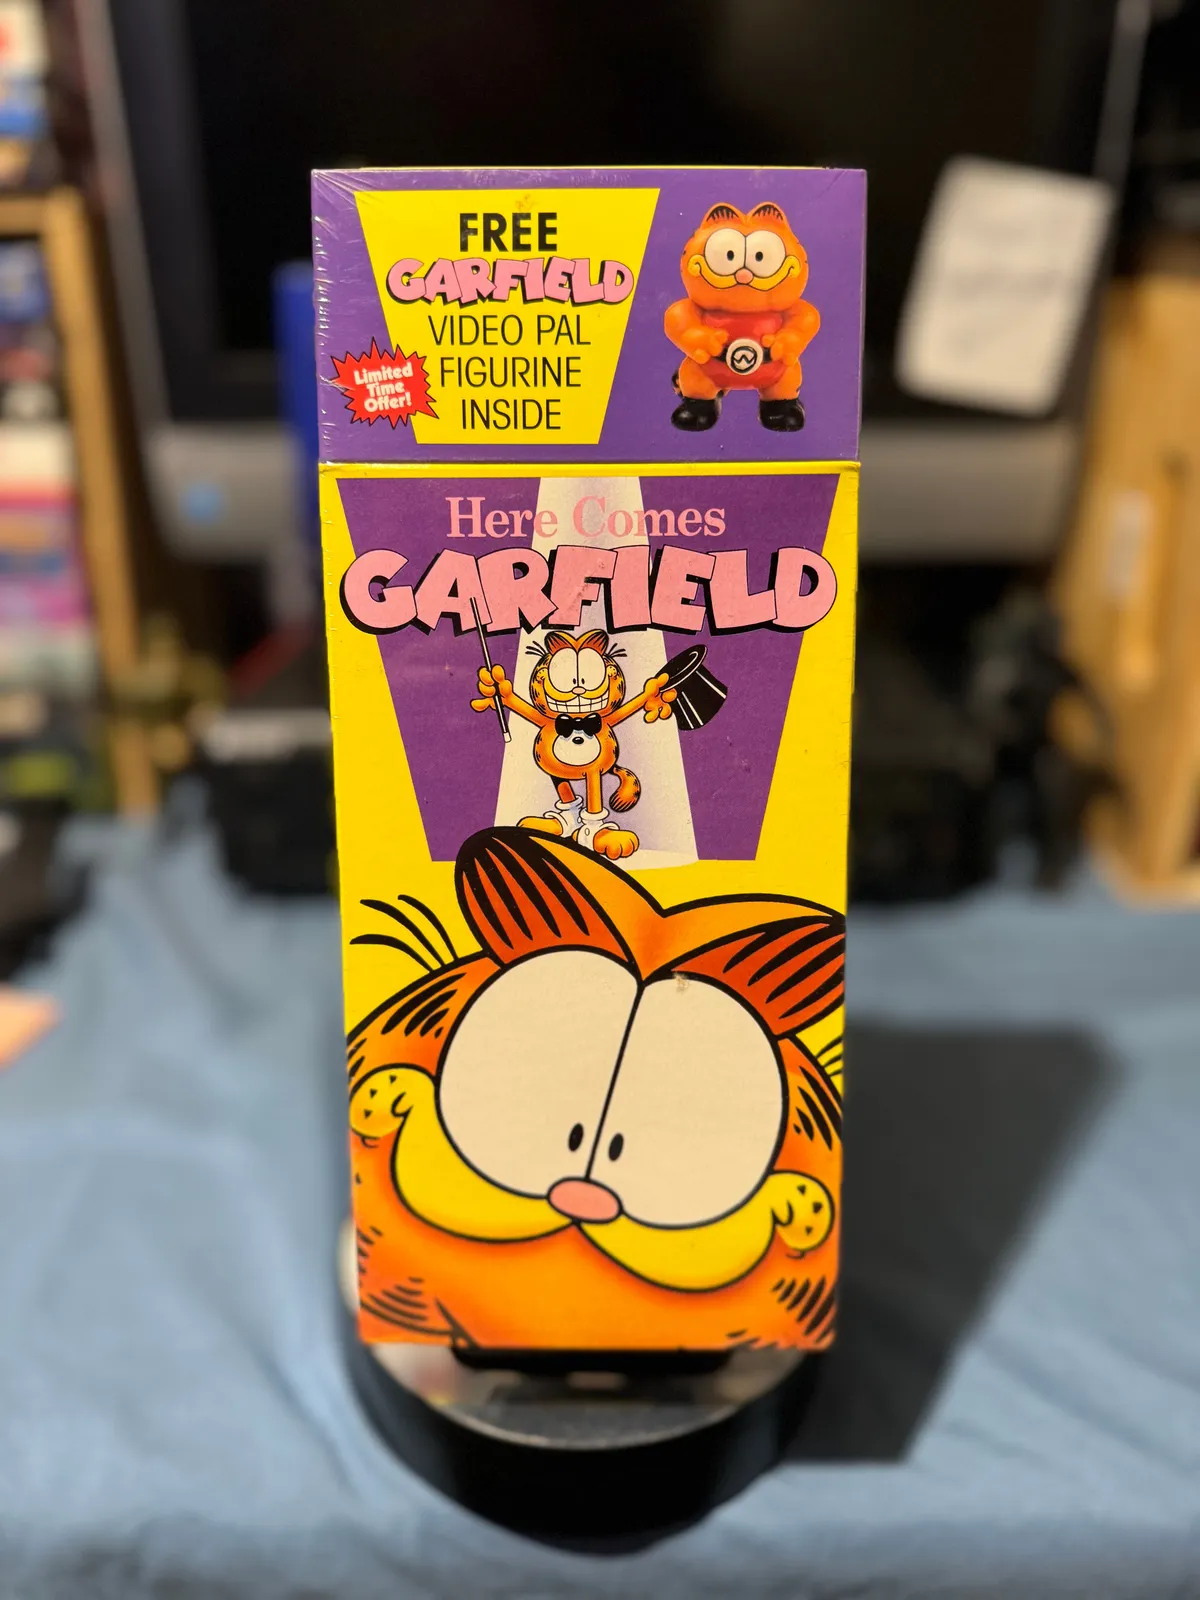 FREE
GARFIELD
VIDEO PAL
FIGURINE
INSIDE
Limited
Time
Offer!
Here Comes
GARFIELD